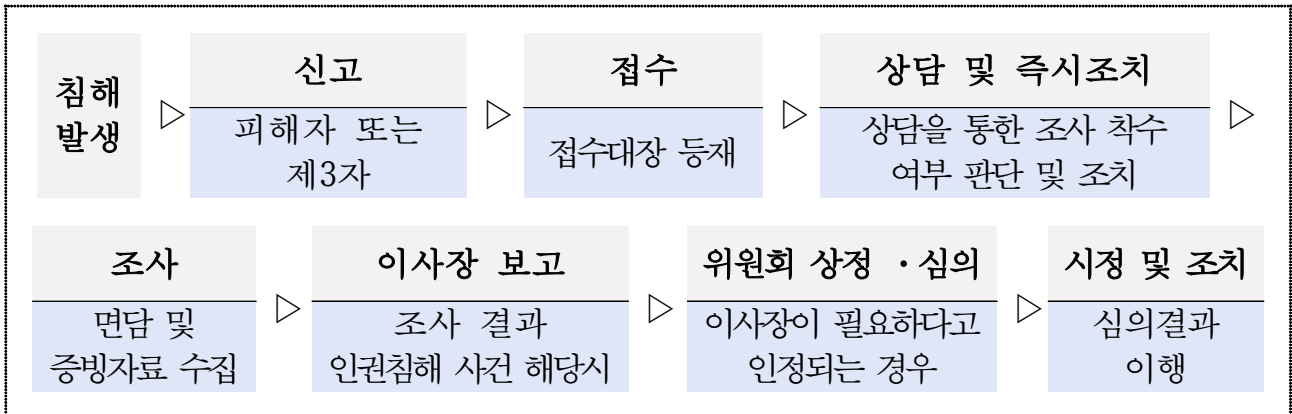 침해
발생
▷
신고
피해자 또는
제3자
▷
접수
접수대장 등재
▷
상담 및 즉시조치
상담을 통한 조사 착수
여부 판단 및 조치
▷
조사
면담 및
증빙자료 수집
▷
이사장 보고
조사 결과
인권침해 사건 해당시
▷
위원회 상정 ・심의
이사장이 필요하다고
인정되는 경우
▷
시정 및 조치
심의결과
이행